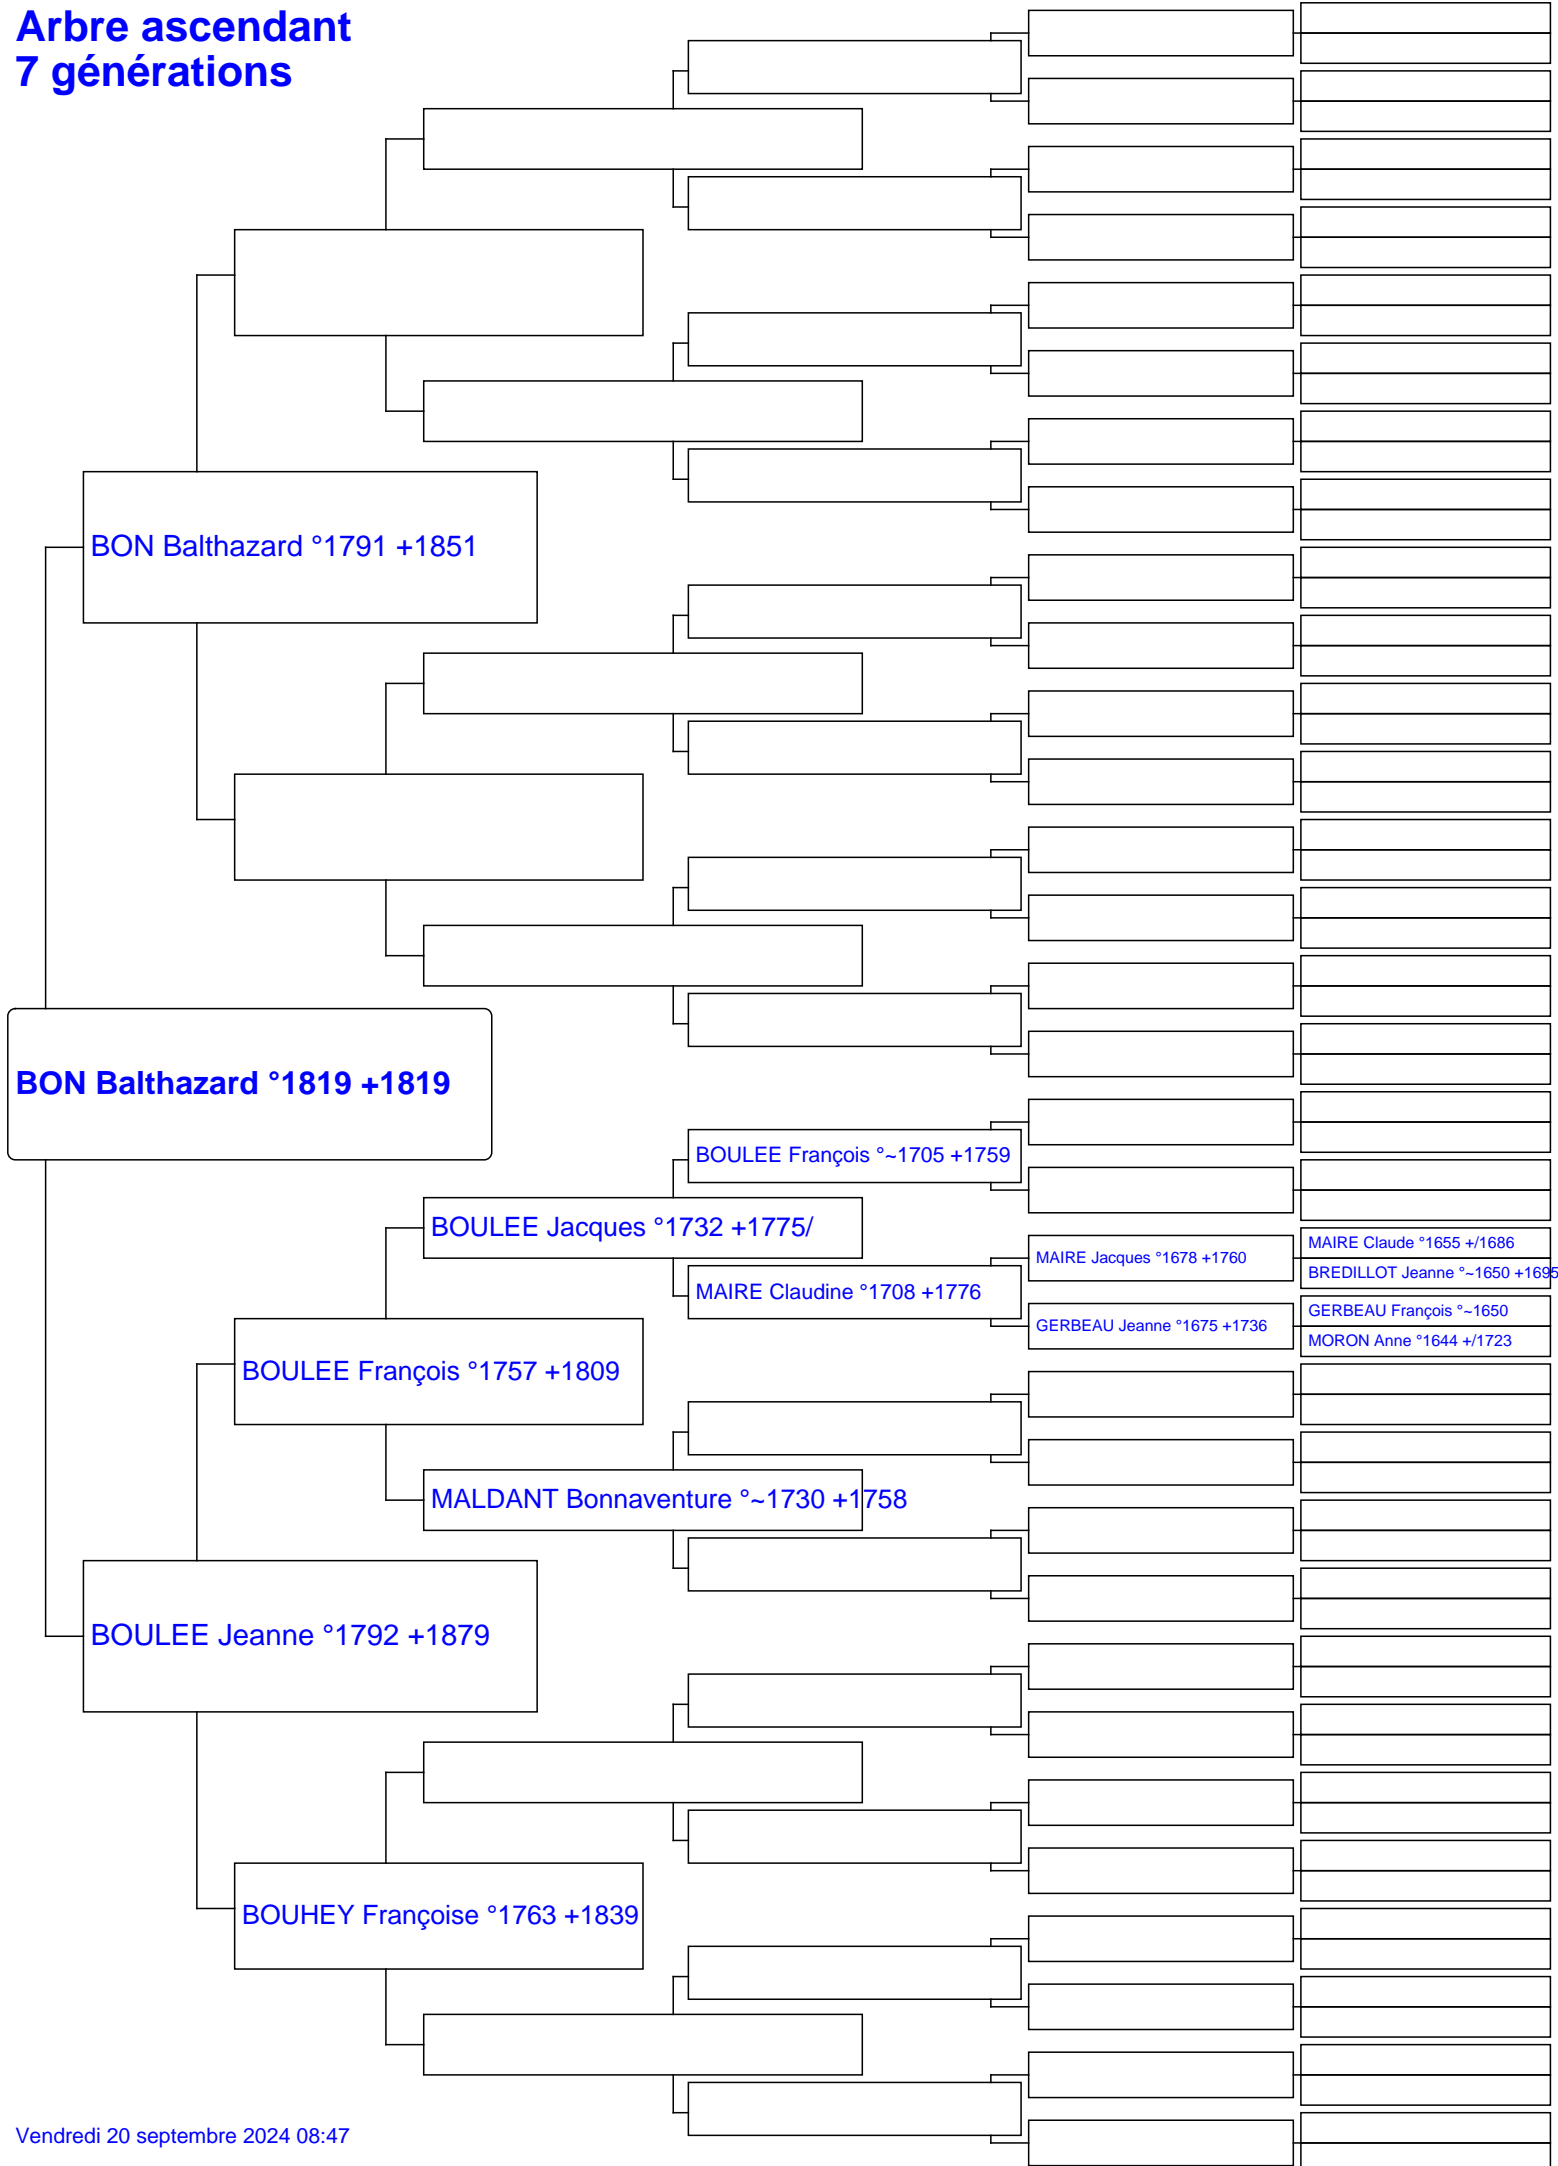 Arbre ascendant
7 générations
BON Balthazard °1791 +1851
BON Balthazard °1819 +1819
BOULEE François °~1705 +1759
BOULEE Jacques °1732 +1775/
MAIRE Claude °1655 +/1686
MAIRE Jacques °1678 +1760
BREDILLOT Jeanne °~1650 +1695
MAIRE Claudine °1708 +1776
GERBEAU François °~1650
GERBEAU Jeanne °1675 +1736
MORON Anne °1644 +/1723
BOULEE François °1757 +1809
MALDANT Bonnaventure °~1730 +1758
BOULEE Jeanne °1792 +1879
BOUHEY Françoise °1763 +1839
Vendredi 20 septembre 2024 08:47